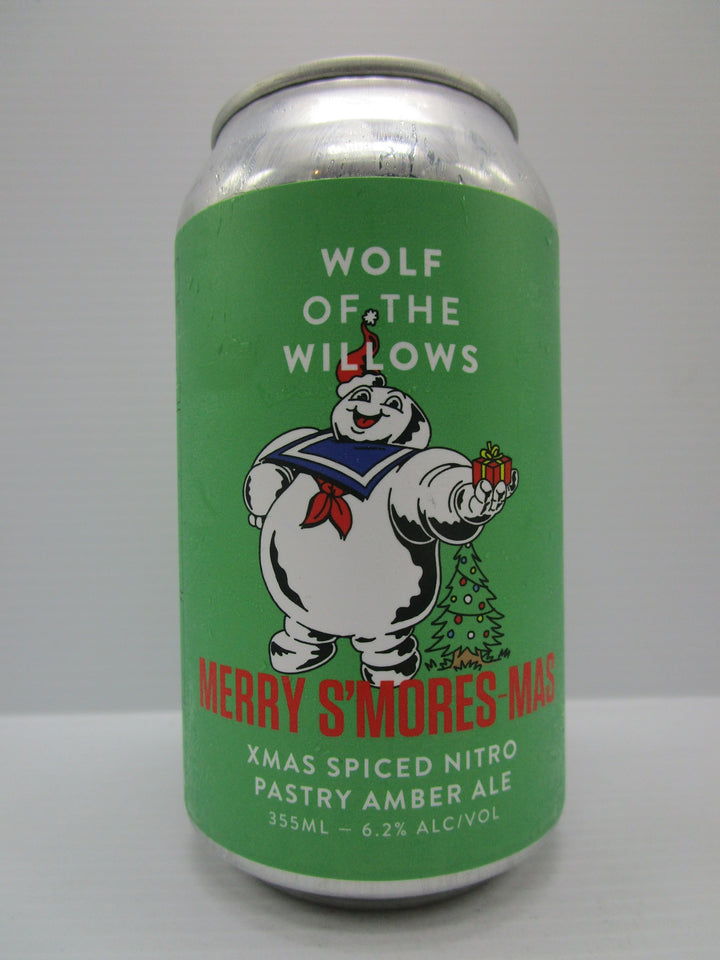 WOLF
OF THE
WILLOWS
MERRY S'MORES-MAS
XMAS SPICED NITRO
PASTRY AMBER ALE
355ML – 6.2% ALC/VOL